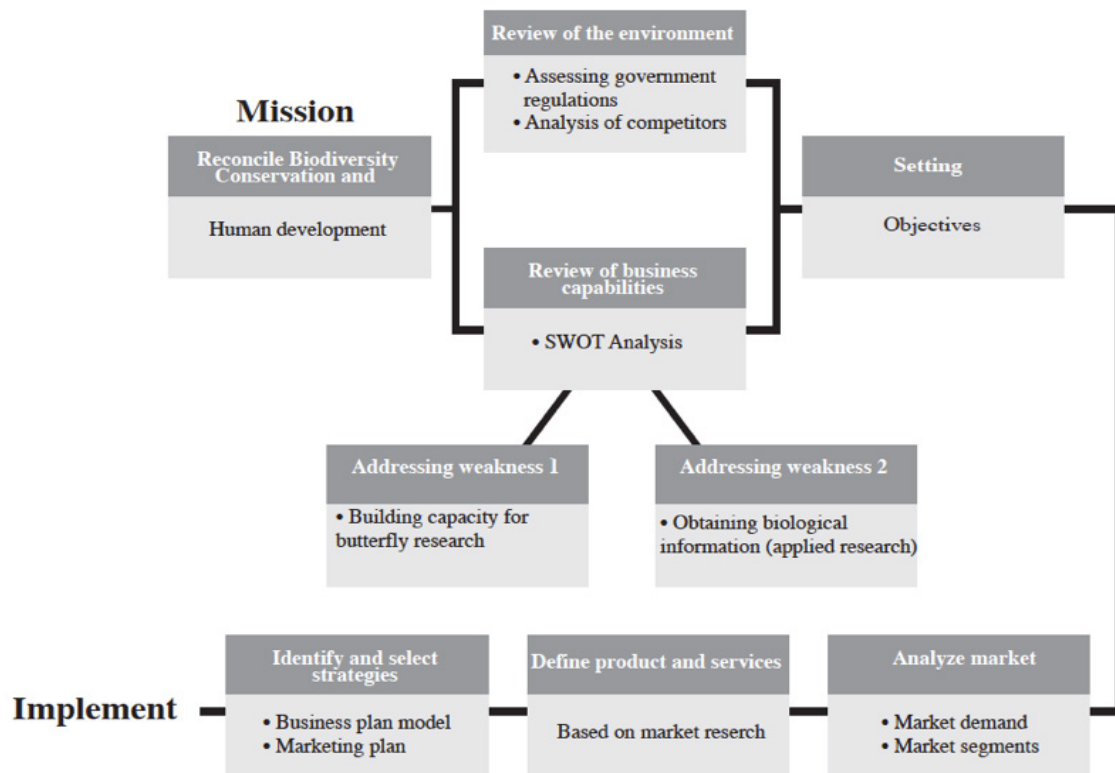 Review of the environment
• Assessing government
regulations
• Analysis of competitors
Mission
Reconcile Biodiversity
Conservation and
Human development
Setting
Objectives
Review of business
capabilities
• SWOT Analysis
Addressing weakness 1
• Building capacity for
butterfly research
Addressing weakness 2
• Obtaining biological
information (applied research)
Implement
Identify and select
strategies
• Business plan model
• Marketing plan
Define product and services
Based on market reserch
Analyze market
• Market demand
• Market segments